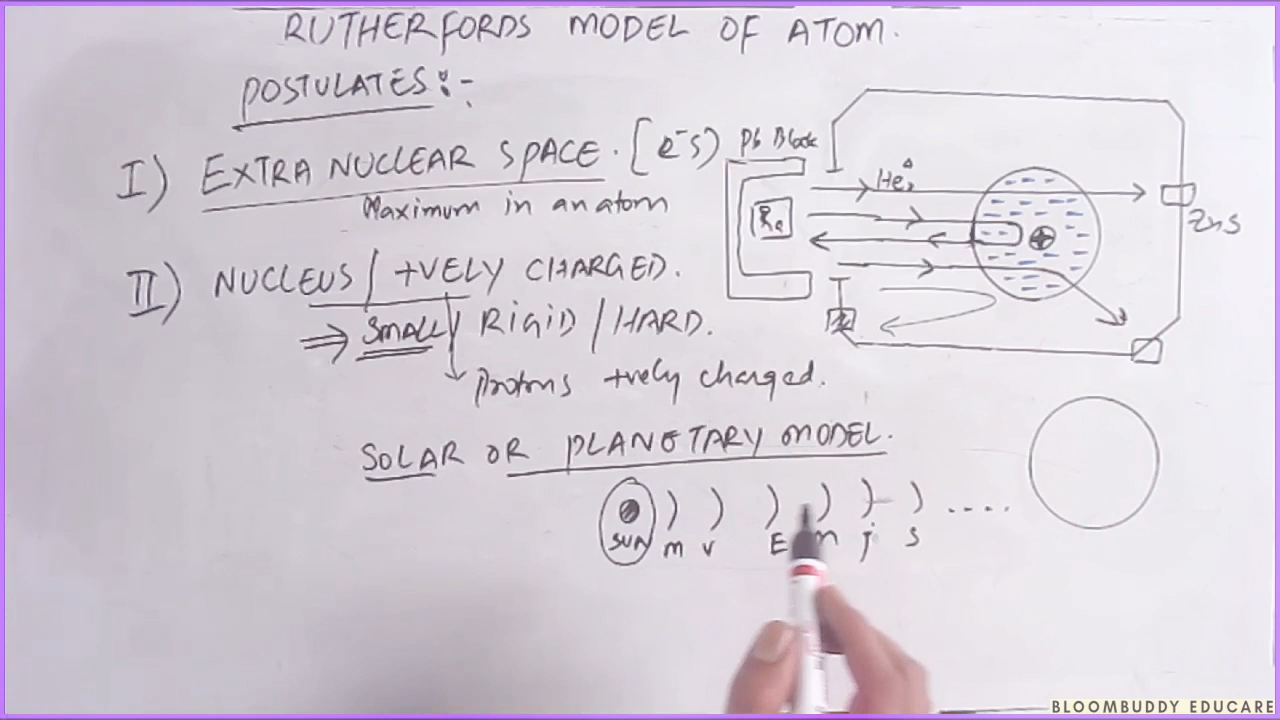 RUTHERFORDS MODEL OF ATOM.
POSTULATES:-
I) EXTRA NUCLEAR SPACE. [e⁻s)
Maximum in an atom
II) NUCLEUS / +VELY CHARGED.
⇒ SMALL / RIGID / HARD.
Protons +vely charged.
SOLAR OR PLANETARY MODEL.
SUN m v E m j s ....
Pb Block
Ra
He
ZnS
BLOOMBUDDY EDUCARE